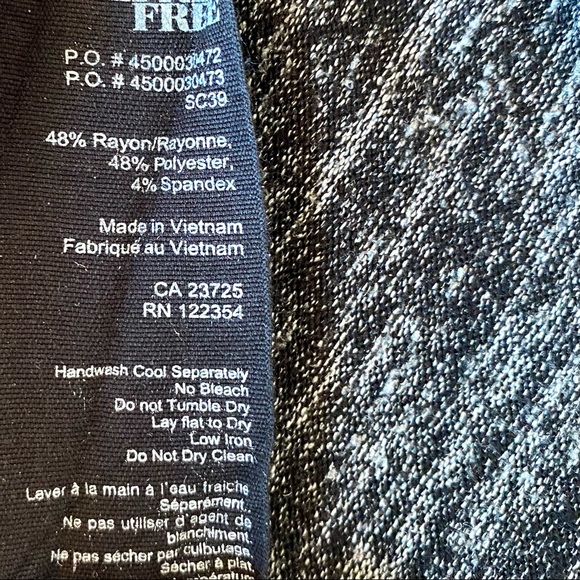 P.O. # 4500030472
P.O. # 4500030473
SC39
48% Rayon/Rayonne,
48% Polyester,
4% Spandex
Made in Vietnam
Fabriqué au Vietnam
CA 23725
RN 122354
Handwash Cool Separately
No Bleach
Do not Tumble Dry
Lay flat to Dry
Low Iron
Do Not Dry Clean
Laver à la main à l'eau fraîche
Séparément.
Ne pas utiliser d'agent de
blanchiment.
Ne pas sécher par culbutage
Sécher à plat